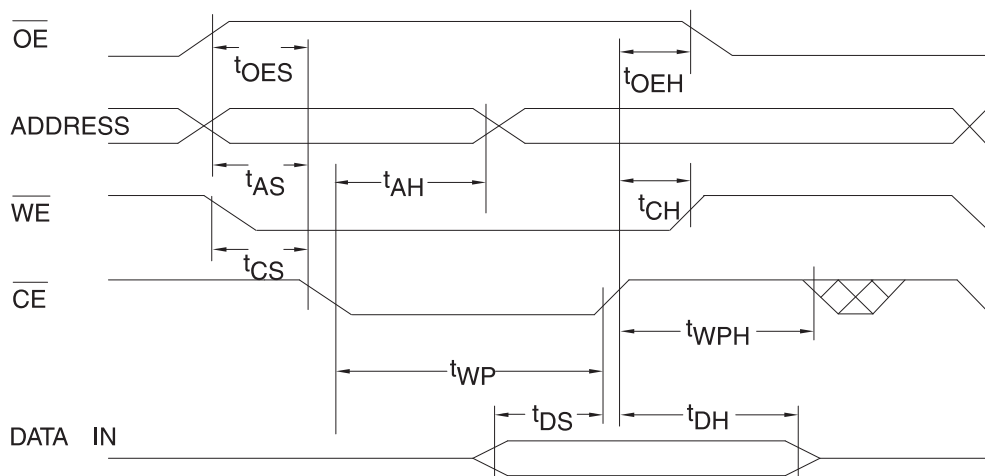 OE
tOES
tOEH
ADDRESS
tAS
tAH
tCH
WE
tCS
CE
tWPH
tWP
tDS
tDH
DATA IN